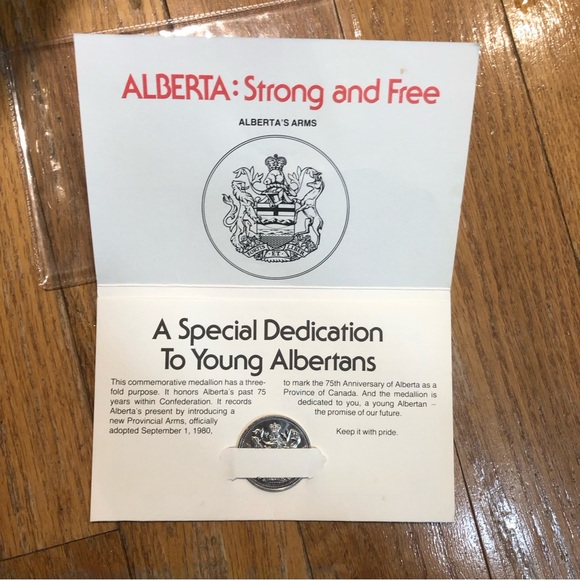 ALBERTA: Strong and Free
ALBERTA'S ARMS
A Special Dedication
To Young Albertans
This commemorative medallion has a three-
fold purpose. It honors Alberta's past 75
years within Confederation. It records
Alberta's present by introducing a
new Provincial Arms, officially
adopted September 1, 1980,
to mark the 75th Anniversary of Alberta as a
Province of Canada. And the medallion is
dedicated to you, a young Albertan –
the promise of our future.
Keep it with pride.